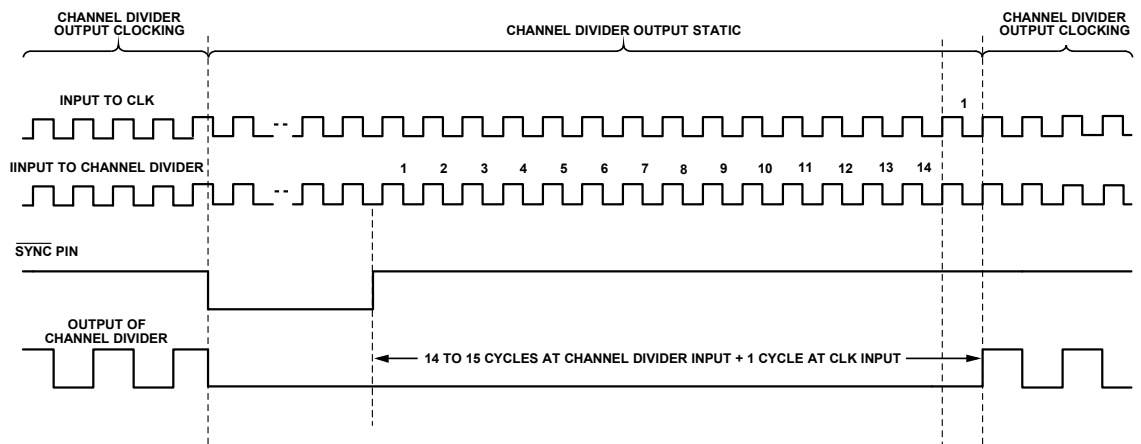 CHANNEL DIVIDER
OUTPUT CLOCKING
CHANNEL DIVIDER OUTPUT STATIC
CHANNEL DIVIDER
OUTPUT CLOCKING
INPUT TO CLK
1
IINPUT TO CHANNEL DIVIDER
1 2 3 4 5 6 7 8 9 10 11 12 13 14
SYNC PIN
OUTPUT OF
CHANNEL DIVIDER
14 TO 15 CYCLES AT CHANNEL DIVIDER INPUT + 1 CYCLE AT CLK INPUT